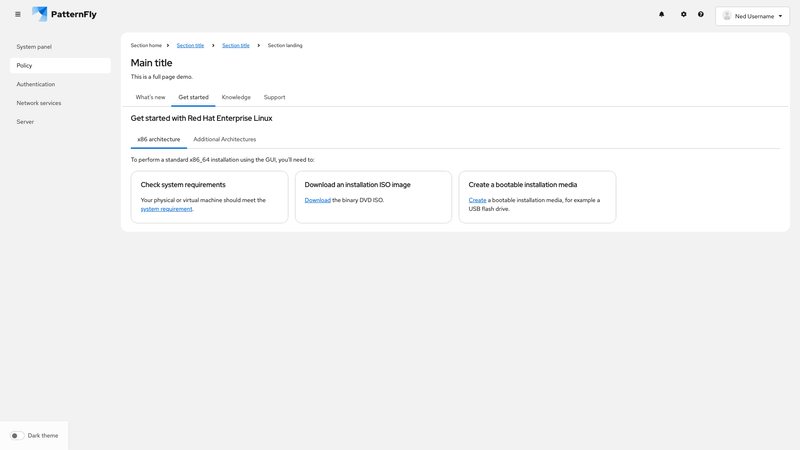 PatternFly
Ned Username
System panel
Policy
Authentication
Network services
Server
Section home Section title Section title Section landing
Main title
This is a full page demo.
What's new Get started Knowledge Support
Get started with Red Hat Enterprise Linux
x86 architecture Additional Architectures
To perform a standard x86_64 installation using the GUI, you'll need to:
Check system requirements
Your physical or virtual machine should meet the
system requirement.
Download an installation ISO image
Download the binary DVD ISO.
Create a bootable installation media
Create a bootable installation media, for example a
USB flash drive.
Dark theme